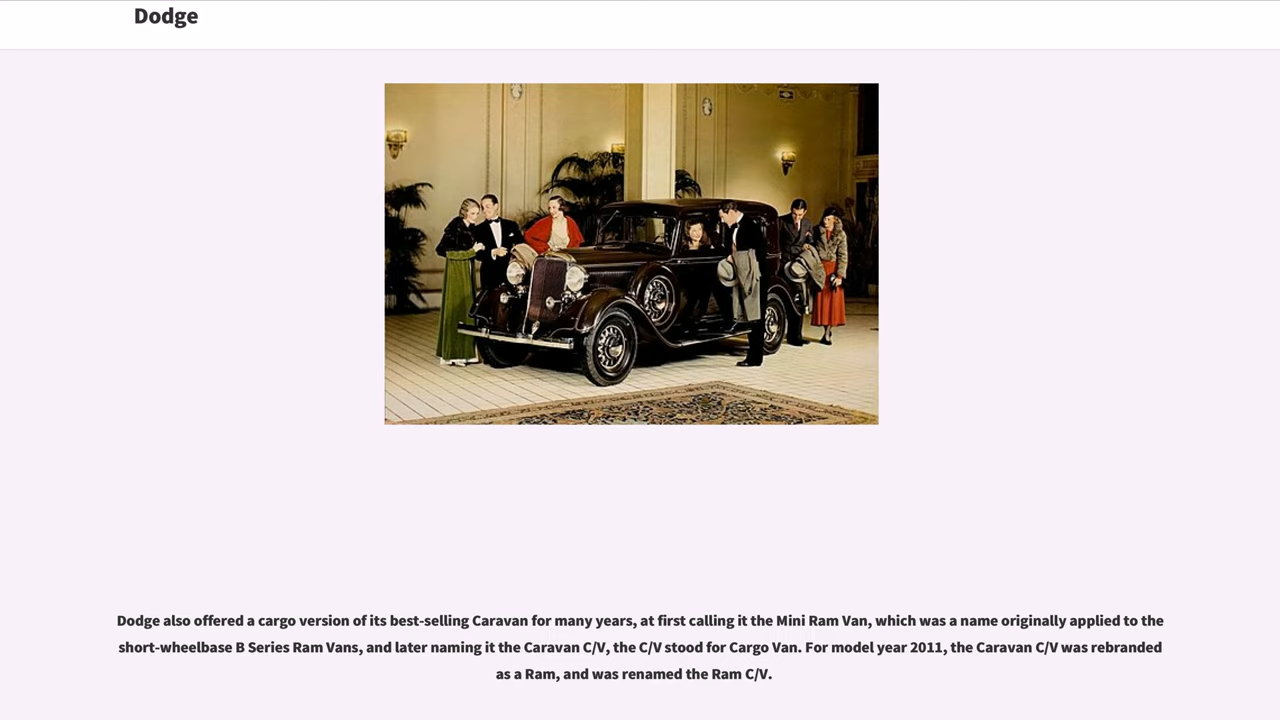 Dodge
Dodge also offered a cargo version of its best-selling Caravan for many years, at first calling it the Mini Ram Van, which was a name originally applied to the
short-wheelbase B Series Ram Vans, and later naming it the Caravan C/V, the C/V stood for Cargo Van. For model year 2011, the Caravan C/V was rebranded
as a Ram, and was renamed the Ram C/V.